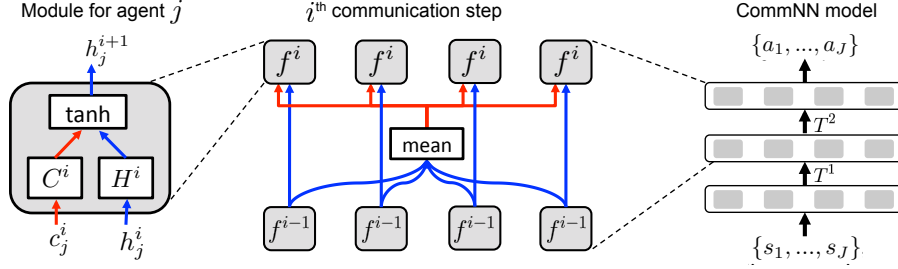 Module for agent j
h_j^{i+1}
tanh
C^i H^i
c_j^i h_j^i
i^{th} communication step
f^i f^i f^i f^i
mean
f^{i-1} f^{i-1} f^{i-1} f^{i-1}
CommNN model
{a_1, ..., a_J}
T^2
T^1
{s_1, ..., s_J}